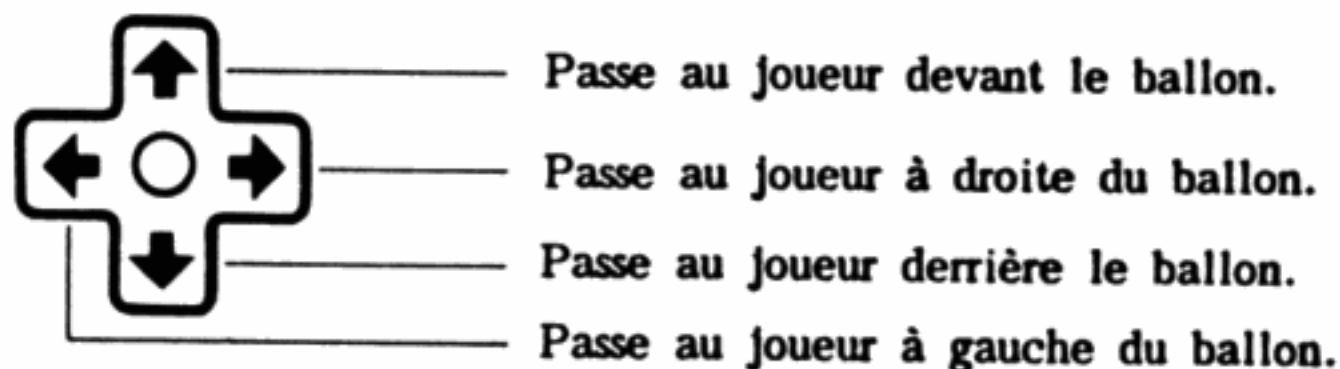 Passe au joueur devant le ballon.
Passe au joueur à droite du ballon.
Passe au joueur derrière le ballon.
Passe au joueur à gauche du ballon.